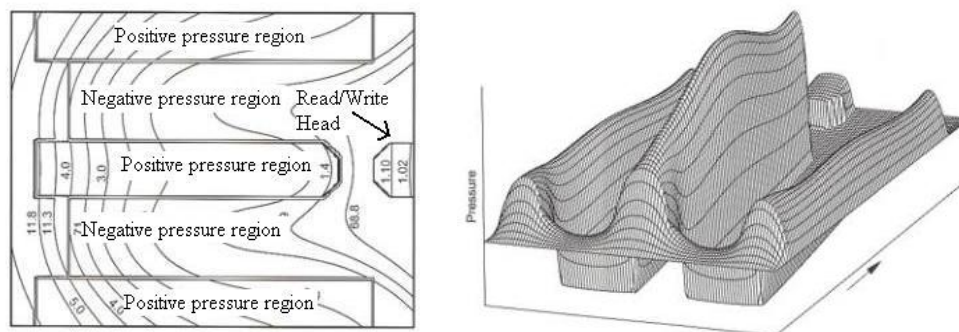 Positive pressure region
Negative pressure region
Read/Write
Head
Positive pressure region
4.0
3.0
1.4
1.10
1.02
11.8
11.3
71
68.8
Negative pressure region
Positive pressure region
5.0
4.0
Pressure